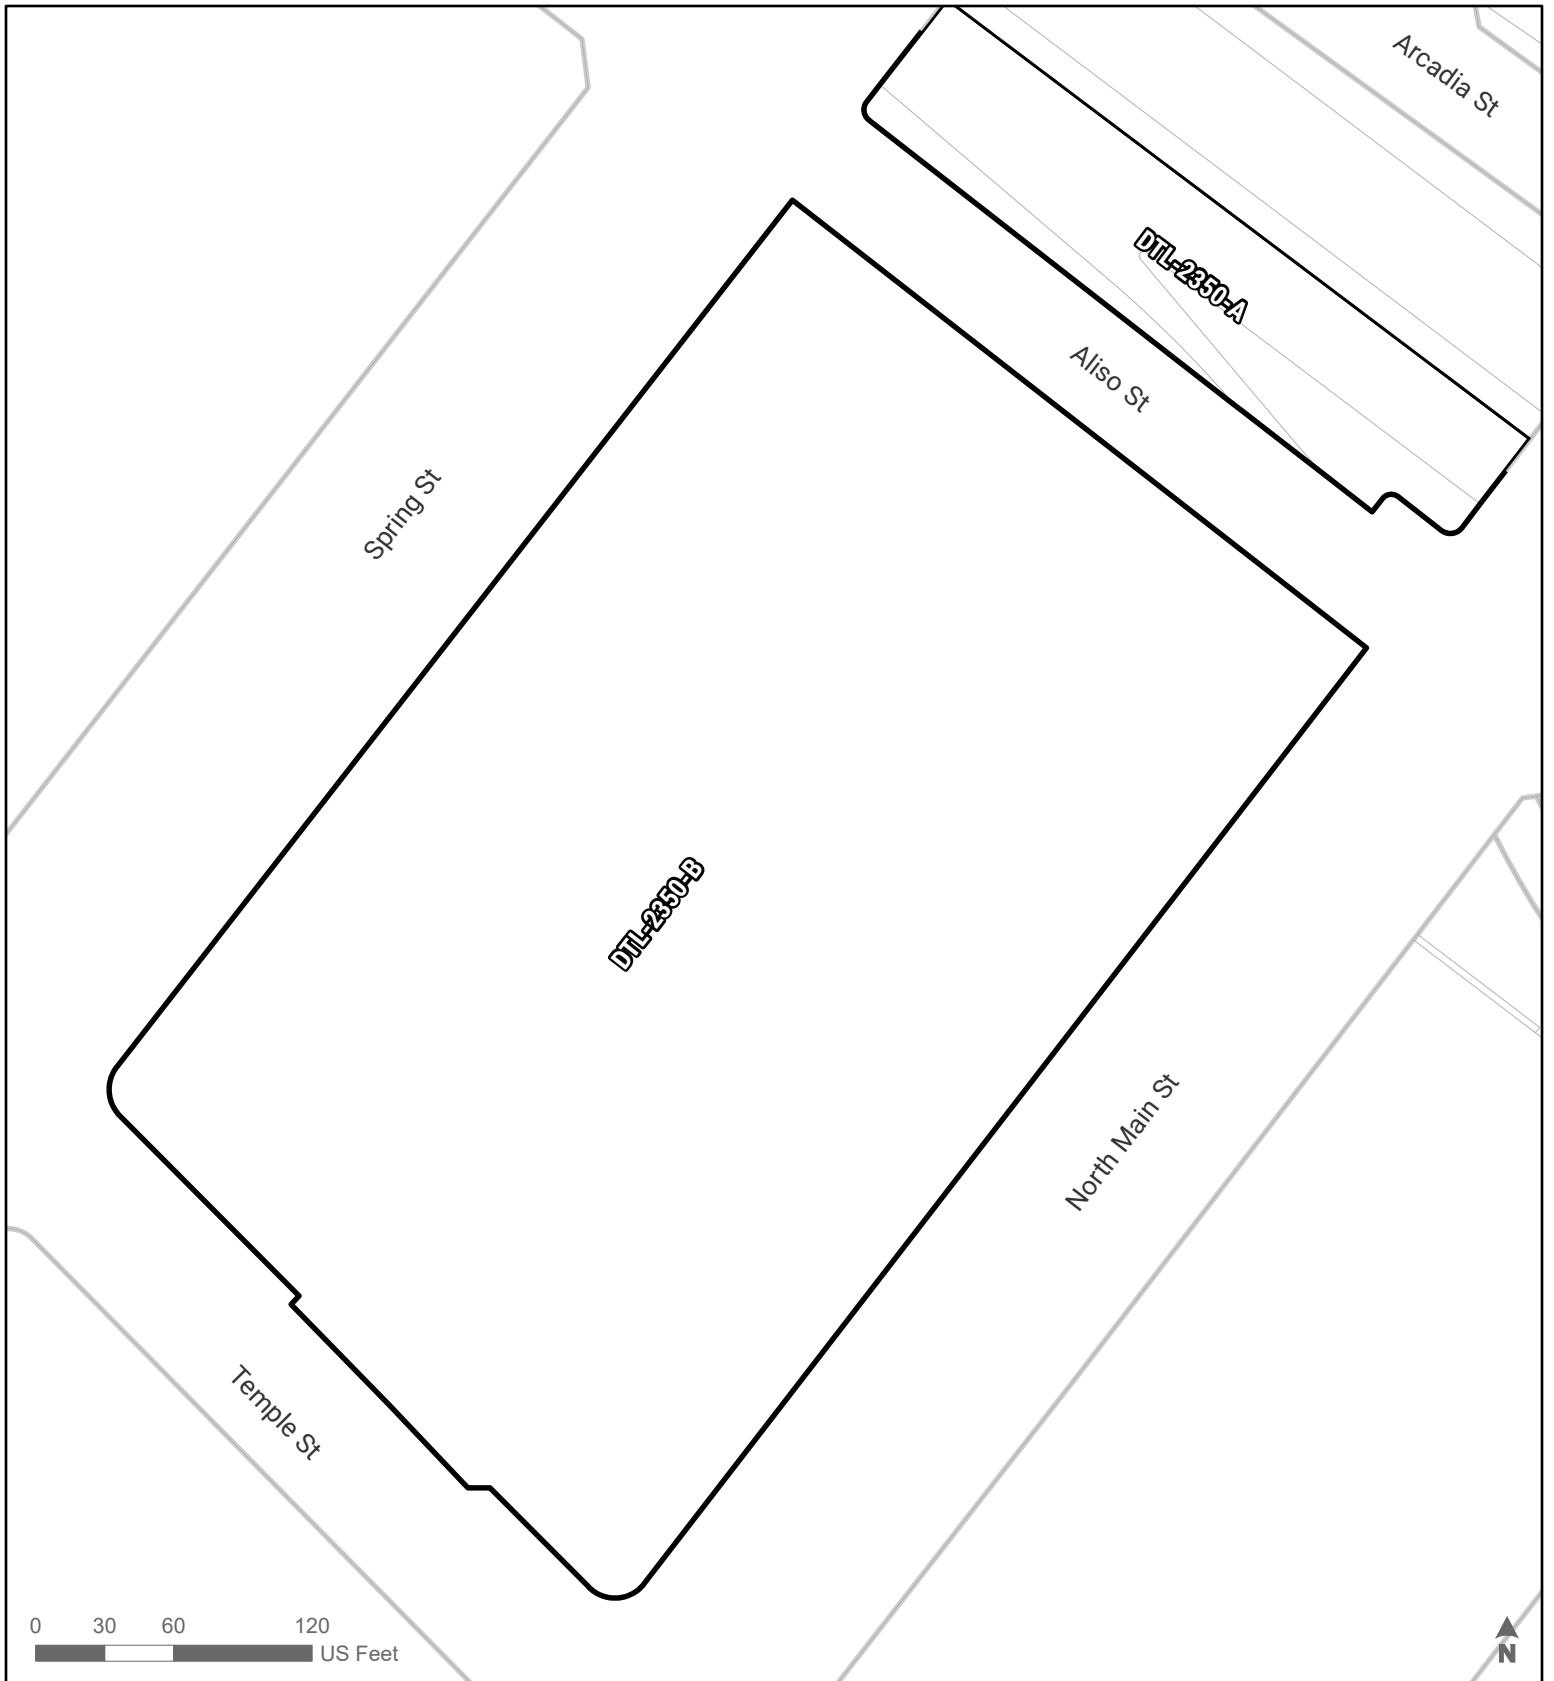 Arcadia St
DTL-2350-A
Aliso St
Spring St
DTL-2350-B
North Main St
Temple St
0 30 60 120
US Feet
N